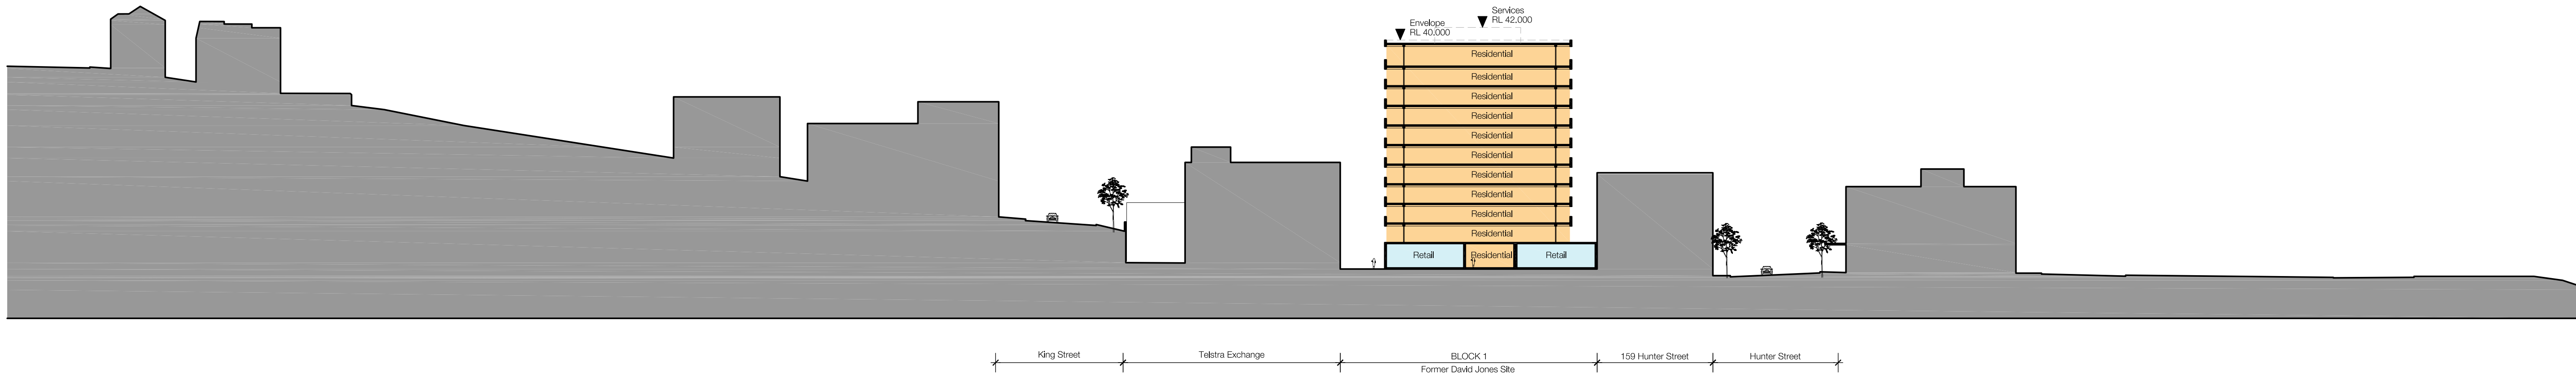 Services
RL 42.000
Envelope
RL 40.000
Residential
Residential
Residential
Residential
Residential
Residential
Residential
Residential
Residential
Residential
Retail
Residential
Retail
King Street
Telstra Exchange
BLOCK 1
159 Hunter Street
Hunter Street
Former David Jones Site